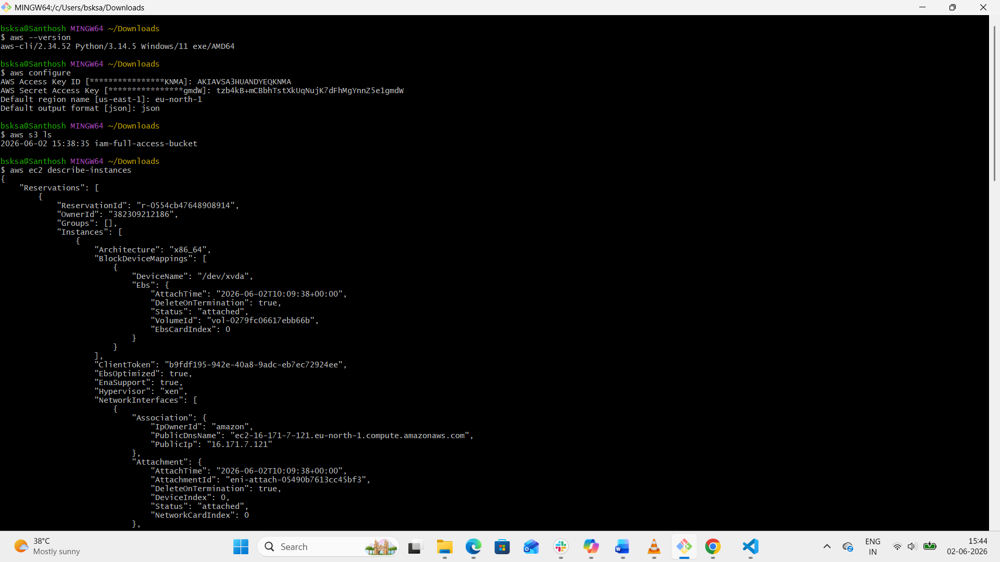 MINGW64:/c/Users/bsksa/Downloads
bsksa@Santhosh MINGW64 ~/Downloads
$ aws --version
aws-cli/2.34.52 Python/3.14.5 Windows/11 exe/AMD64
bsksa@Santhosh MINGW64 ~/Downloads
$ aws configure
AWS Access Key ID [****************KNMA]: AKIAVSA3HUANDYEQKNMA
AWS Secret Access Key [****************gmdW]: 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
Default region name [us-east-1]: eu-north-1
Default output format [json]: json
bsksa@Santhosh MINGW64 ~/Downloads
$ aws s3 ls
2026-06-02 15:38:35 iam-full-access-bucket
bsksa@Santhosh MINGW64 ~/Downloads
$ aws ec2 describe-instances
{
"Reservations": [
{
"ReservationId": "r-0554cb47648908914",
"OwnerId": "382309212186",
"Groups": [],
"Instances": [
{
"Architecture": "x86_64",
"BlockDeviceMappings": [
{
"DeviceName": "/dev/xvda",
"Ebs": {
"AttachTime": "2026-06-02T10:09:38+00:00",
"DeleteOnTermination": true,
"Status": "attached",
"VolumeId": "vol-0279fc06617ebb66b",
"EbsCardIndex": 0
}
}
],
"ClientToken": "b9fdf195-942e-40a8-9adc-eb7ec72924ee",
"EbsOptimized": true,
"EnaSupport": true,
"Hypervisor": "xen",
"NetworkInterfaces": [
{
"Association": {
"IpOwnerId": "amazon",
"PublicDnsName": "ec2-16-171-7-121.eu-north-1.compute.amazonaws.com",
"PublicIp": "16.171.7.121"
},
"Attachment": {
"AttachTime": "2026-06-02T10:09:38+00:00",
"AttachmentId": "eni-attach-05490b7613cc45bf3",
"DeleteOnTermination": true,
"DeviceIndex": 0,
"Status": "attached",
"NetworkCardIndex": 0
},
38°C
Mostly sunny
Search
ENG
IN
15:44
02-06-2026